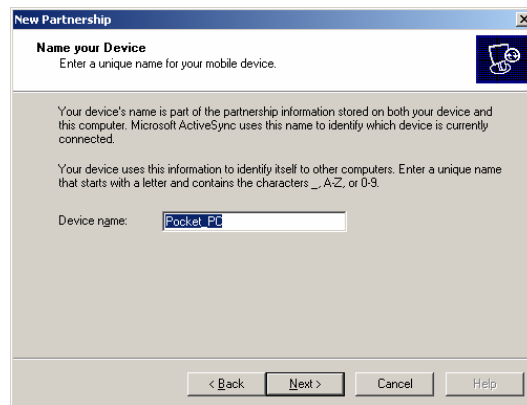 New Partnership
Name your Device
Enter a unique name for your mobile device.
Your device's name is part of the partnership information stored on both your device and
this computer. Microsoft ActiveSync uses this name to identify which device is currently
connected.
Your device uses this information to identify itself to other computers. Enter a unique name
that starts with a letter and contains the characters _, A-Z, or 0-9.
Device name: Pocket_PC
< Back Next > Cancel Help